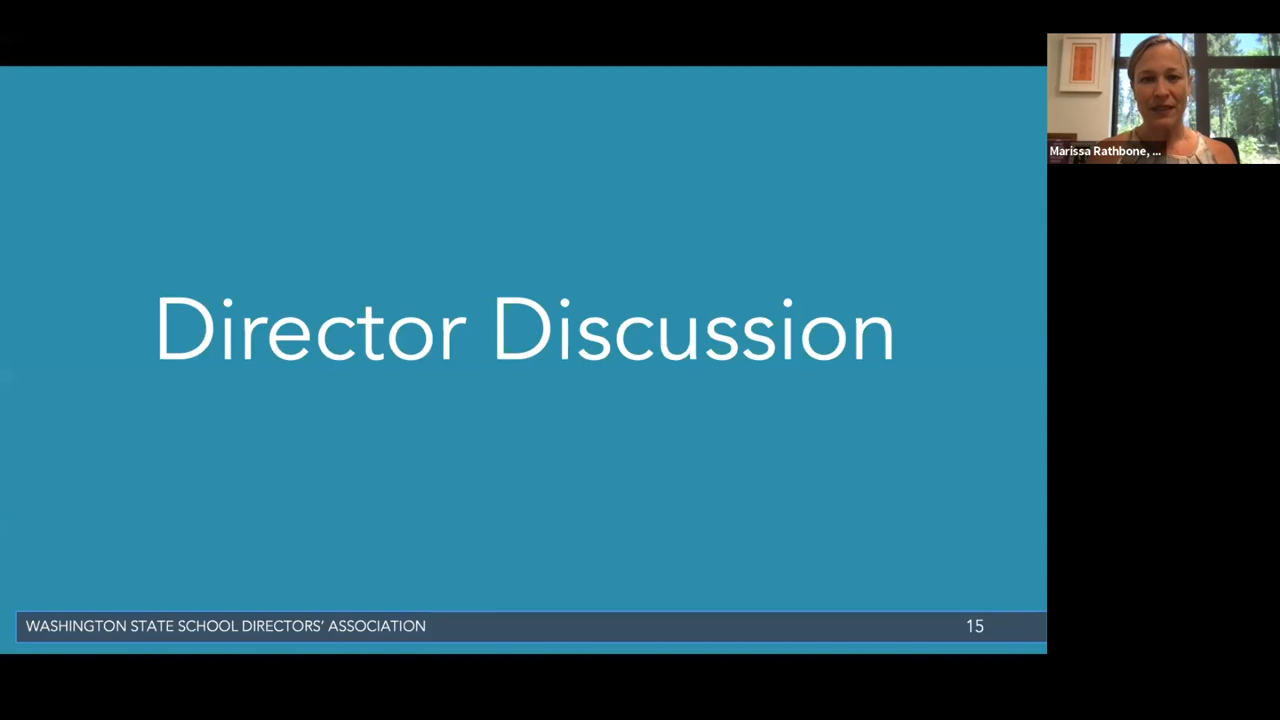 Marissa Rathbone, ...
Director Discussion
WASHINGTON STATE SCHOOL DIRECTORS’ ASSOCIATION
15